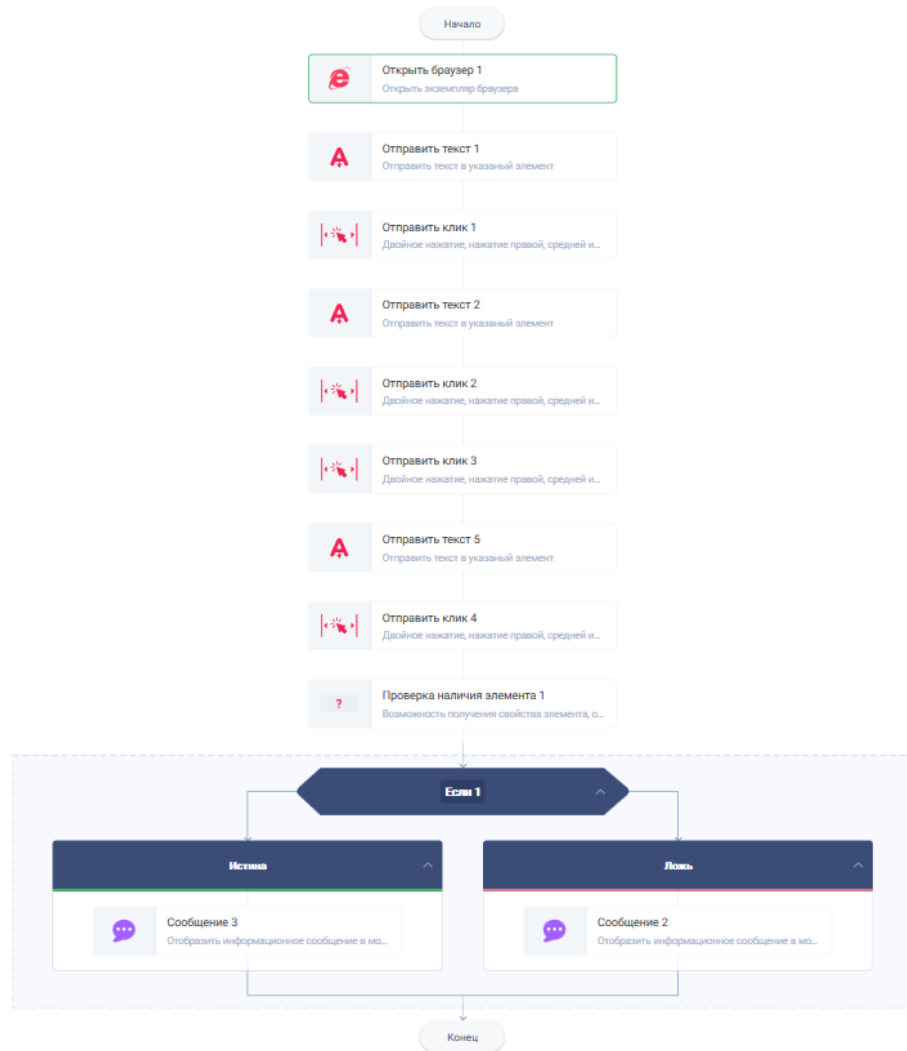 Начало
Открыть браузер 1
Открыть экземпляр браузера
Отправить текст 1
Отправить текст в указаный элемент
Отправить клик 1
Двойное нажатие, нажатие правой, средней и...
Отправить текст 2
Отправить текст в указаный элемент
Отправить клик 2
Двойное нажатие, нажатие правой, средней и...
Отправить клик 3
Двойное нажатие, нажатие правой, средней и...
Отправить текст 5
Отправить текст в указаный элемент
Отправить клик 4
Двойное нажатие, нажатие правой, средней и...
?
Проверка наличия элемента 1
Возможность получения свойства элемента, о...
Если 1
Истина
Сообщение 3
Отобразить информационное сообщение в мо...
Ложь
Сообщение 2
Отобразить информационное сообщение в мо...
Конец